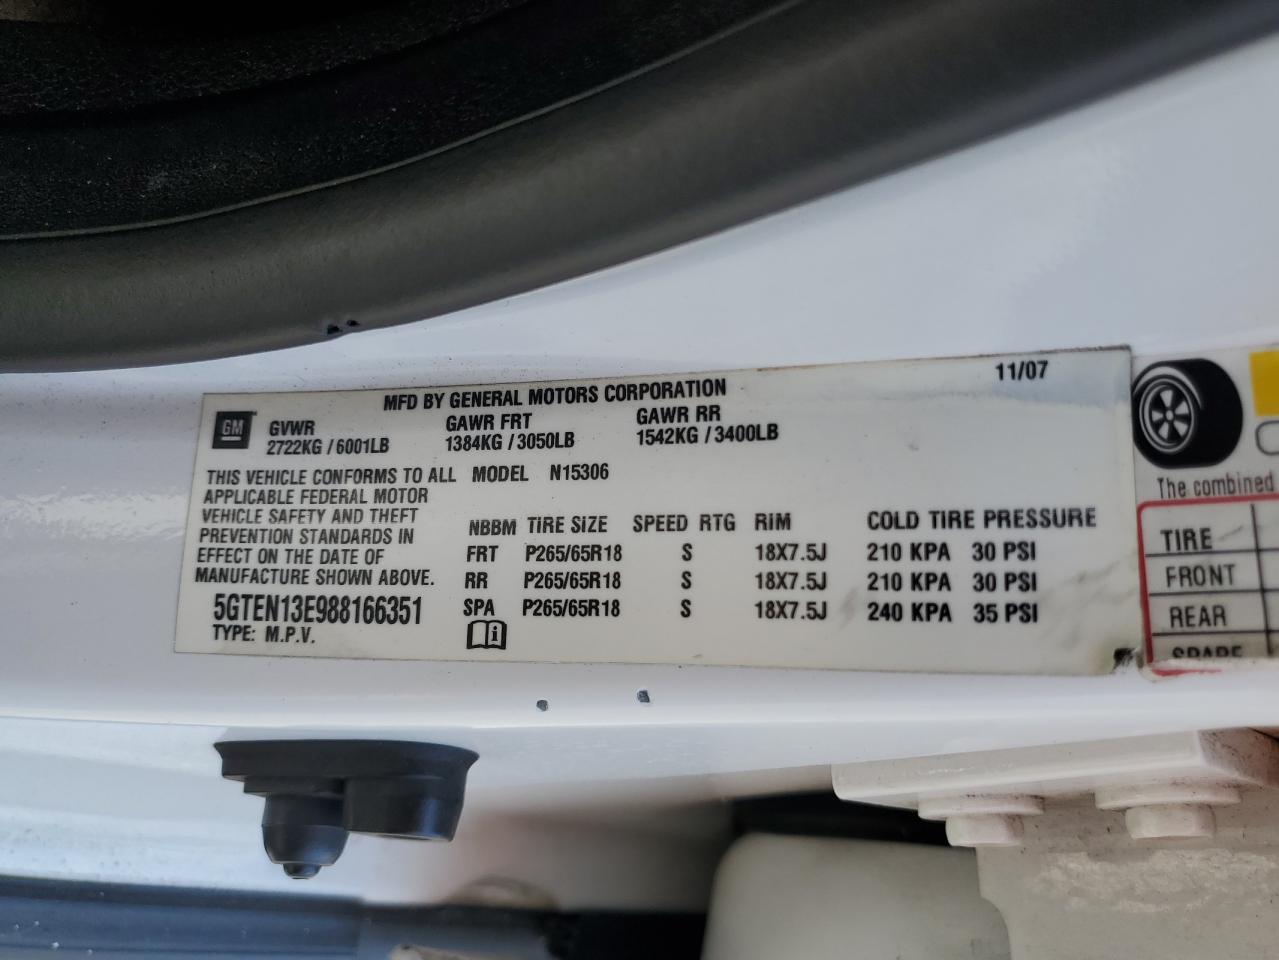 11/07
MFD BY GENERAL MOTORS CORPORATION
GM GVWR GAWR FRT GAWR RR
2722KG / 6001LB 1384KG / 3050LB 1542KG / 3400LB
THIS VEHICLE CONFORMS TO ALL MODEL N15306
APPLICABLE FEDERAL MOTOR
VEHICLE SAFETY AND THEFT
PREVENTION STANDARDS IN
EFFECT ON THE DATE OF
MANUFACTURE SHOWN ABOVE.
5GTEN13E988166351
TYPE: M.P.V.
NBBM TIRE SIZE SPEED RTG RIM COLD TIRE PRESSURE
FRT P265/65R18 S 18X7.5J 210 KPA 30 PSI
RR P265/65R18 S 18X7.5J 210 KPA 30 PSI
SPA P265/65R18 S 18X7.5J 240 KPA 35 PSI
The combined
TIRE
FRONT
REAR
SPARE